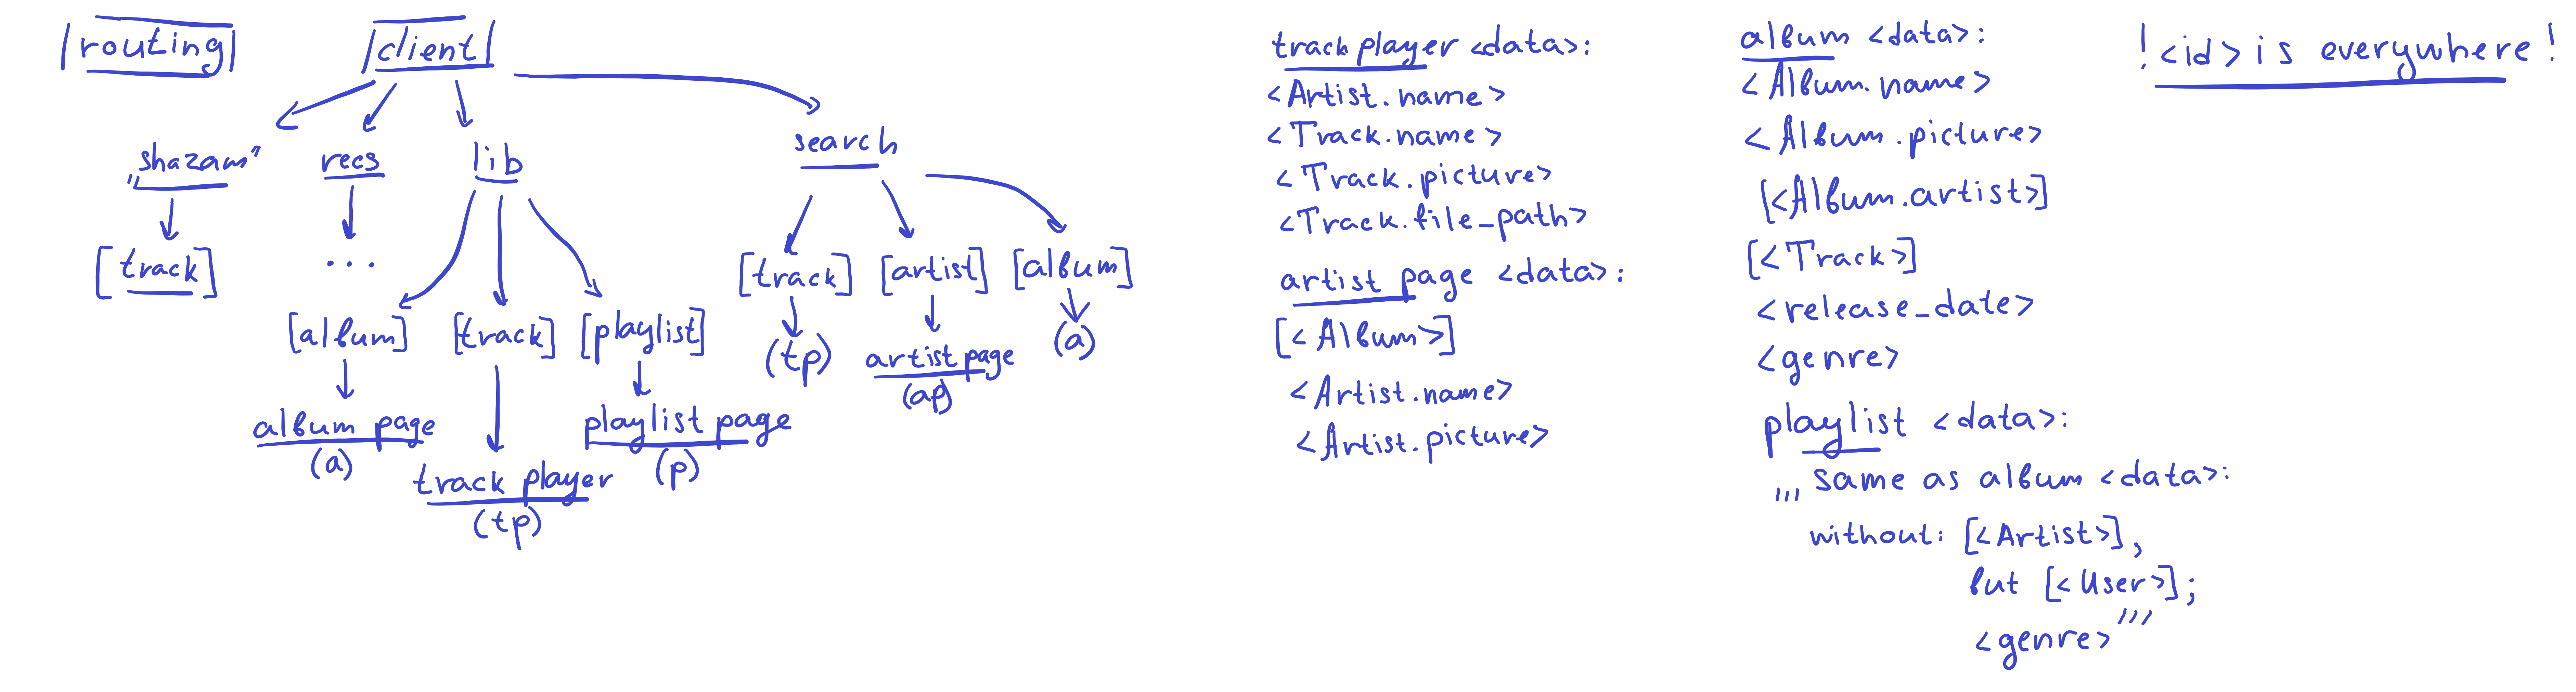 |routing|
|client|
„shazam”
recs
lib
search
[track]
...
[album]
[track]
[playlist]
album page
(a)
track player
(tp)
playlist page
(p)
[track]
[artist]
[album]
(tp)
artist page
(ap)
(a)
track player <data>:
<Artist.name>
<Track.name>
<Track.picture>
<Track.file_path>
artist page <data>:
[<Album>]
<Artist.name>
<Artist.picture>
album <data>:
<Album.name>
<Album.picture>
[<Album.artist>]
[<Track>]
<release_date>
<genre>
playlist <data>:
,,, same as album <data>:
without: [<Artist>],
but [<User>];
<genre> '''
!<id> is everywhere!